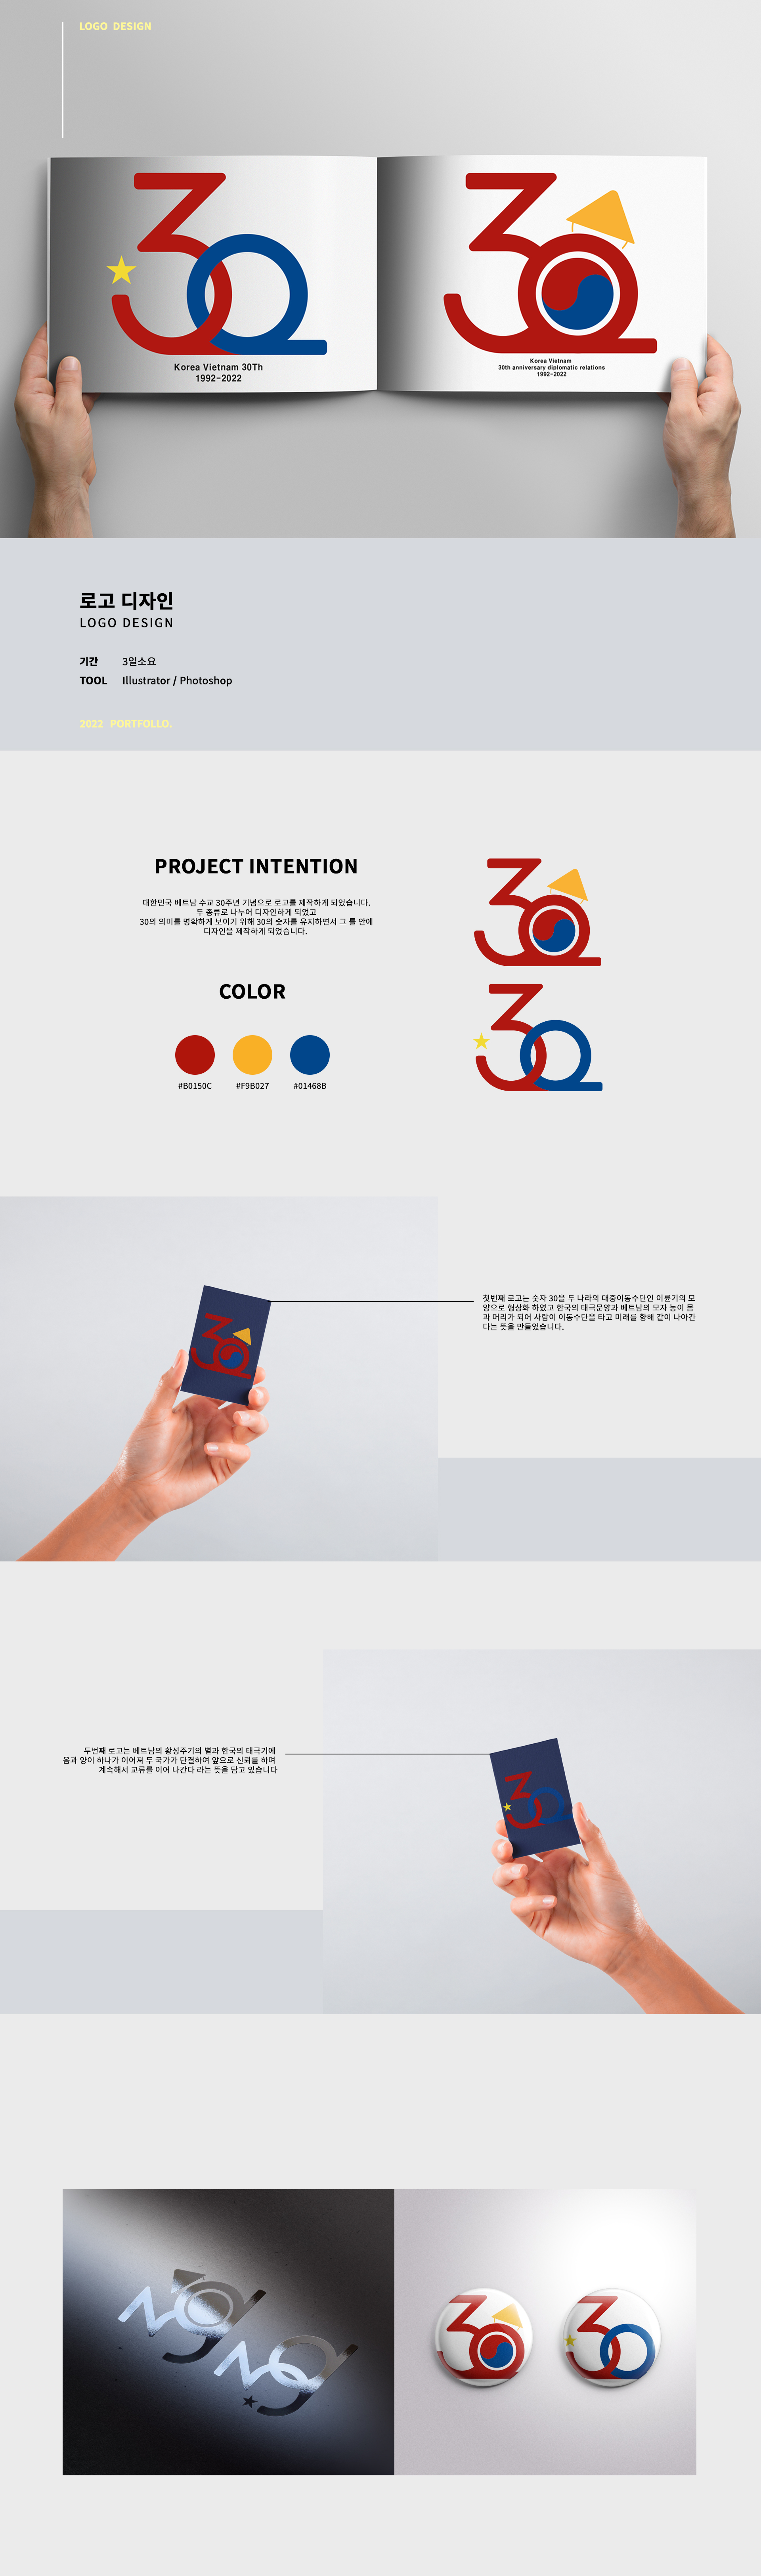 LOGO DESIGN
Korea Vietnam 30Th
1992-2022
Korea Vietnam
30th anniversary diplomatic relations
1992-2022
로고 디자인
LOGO DESIGN
기간 3일소요
TOOL Illustrator / Photoshop
2022 PORTFOLLO.
PROJECT INTENTION
대한민국 베트남 수교 30주년 기념으로 로고를 제작하게 되었습니다.
두 종류로 나누어 디자인하게 되었고
30의 의미를 명확하게 보이기 위해 30의 숫자를 유지하면서 그 틀 안에
디자인을 제작하게 되었습니다.
COLOR
#B0150C #F9B027 #01468B
첫번째 로고는 숫자 30을 두 나라의 대중이동수단인 이륜기의 모
양으로 형상화 하였고 한국의 태극문양과 베트남의 모자 농이 몸
과 머리가 되어 사람이 이동수단을 타고 미래를 향해 같이 나아간
다는 뜻을 만들었습니다.
두번째 로고는 베트남의 황성주기의 별과 한국의 태극기에
음과 양이 하나가 이어져 두 국가가 단결하여 앞으로 신뢰를 하며
계속해서 교류를 이어 나간다 라는 뜻을 담고 있습니다